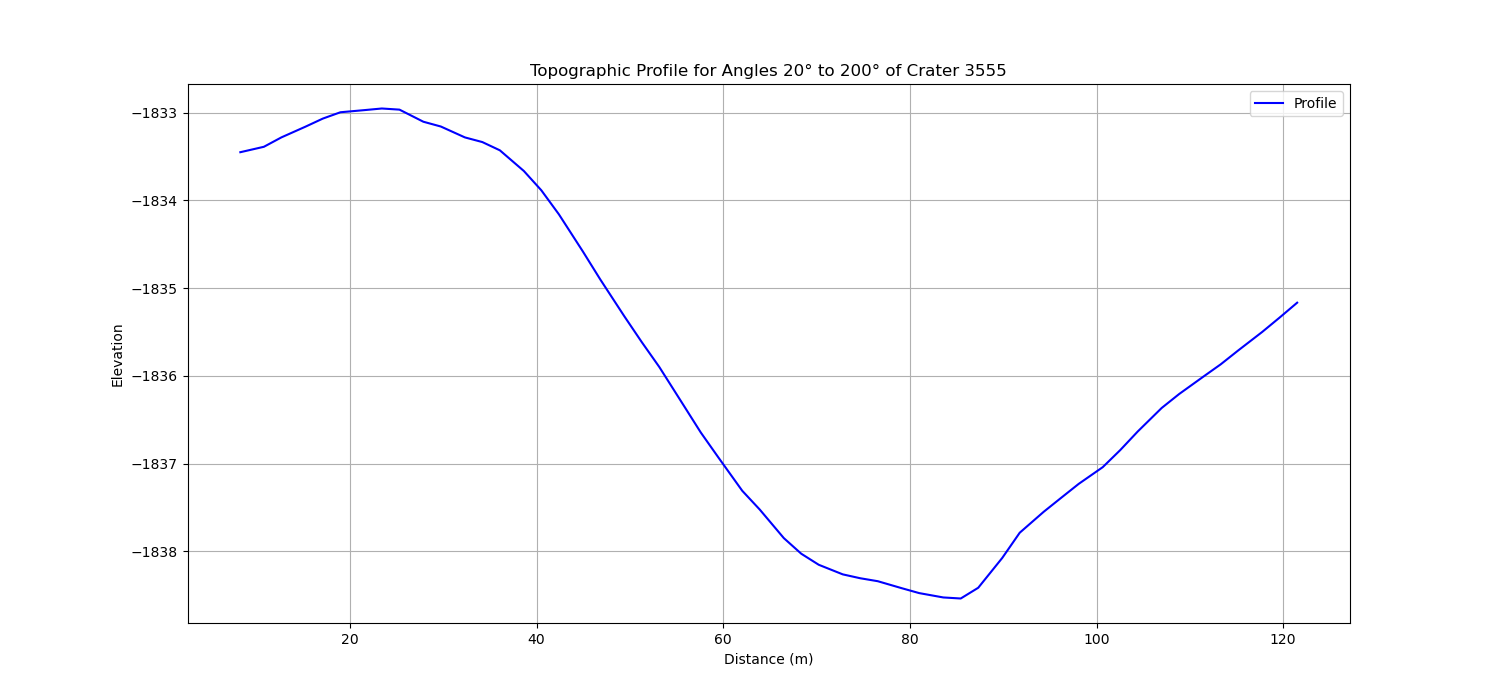 Topographic Profile for Angles 20° to 200° of Crater 3555
Profile
Elevation
−1833
−1834
−1835
−1836
−1837
−1838
20 40 60 80 100 120
Distance (m)